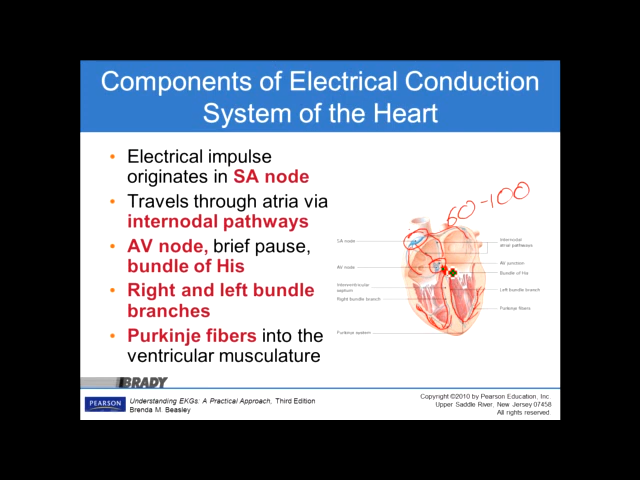 Components of Electrical Conduction
System of the Heart
• Electrical impulse
originates in SA node
• Travels through atria via
internodal pathways
• AV node, brief pause,
bundle of His
• Right and left bundle
branches
• Purkinje fibers into the
ventricular musculature
60-100
SA node
AV node
Interventricular
septum
Right bundle branch
Purkinje system
Internodal
atrial pathways
AV junction
Bundle of His
Left bundle branch
Purkinje fibers
BRADY
PEARSON
Understanding EKGs: A Practical Approach, Third Edition
Brenda M. Beasley
Copyright ©2010 by Pearson Education, Inc.
Upper Saddle River, New Jersey 07458
All rights reserved.